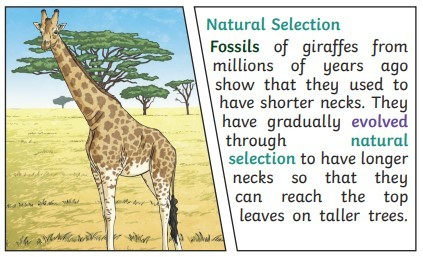 Natural Selection
Fossils of giraffes from
millions of years ago
show that they used to
have shorter necks. They
have gradually evolved
through natural
selection to have longer
necks so that they
can reach the top
leaves on taller trees.